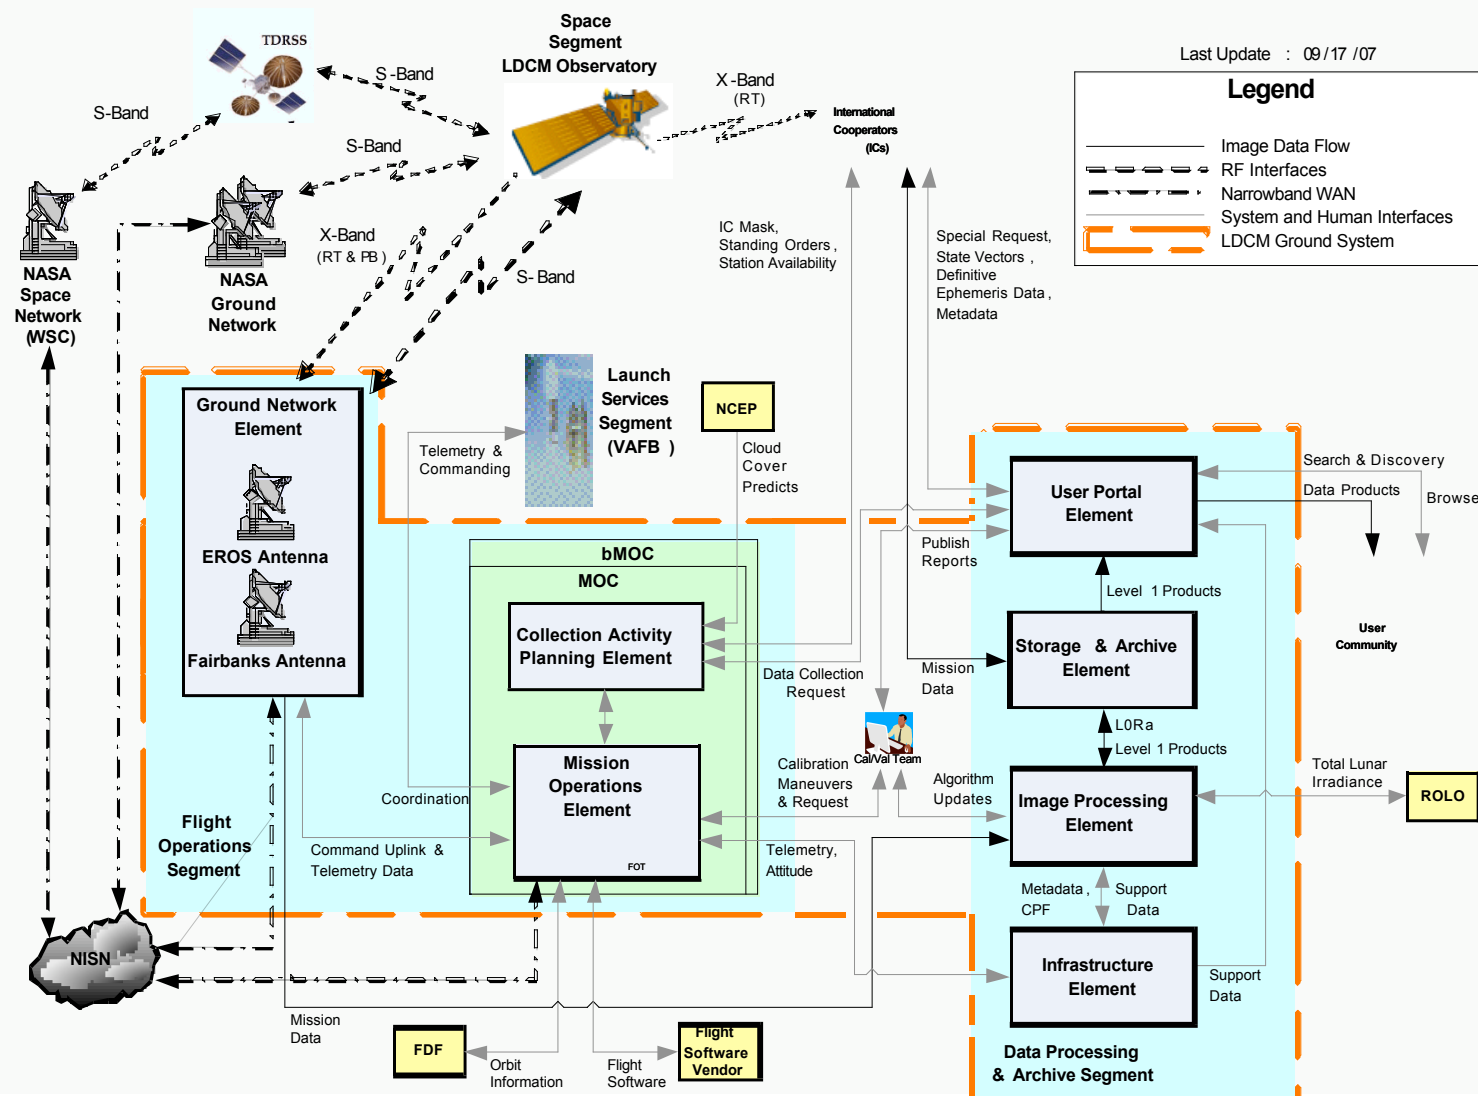 Space
Segment
LDCM Observatory
TDRSS
S-Band
S-Band
S-Band
X-Band
(RT)
International
Cooperators
(ICs)
Last Update : 09/17/07
Legend
Image Data Flow
RF Interfaces
Narrowband WAN
System and Human Interfaces
LDCM Ground System
NASA
Space
Network
(WSC)
NASA
Ground
Network
X-Band
(RT & PB)
S-Band
IC Mask,
Standing Orders,
Station Availability
Special Request,
State Vectors,
Definitive
Ephemeris Data,
Metadata
Ground Network
Element
EROS Antenna
Fairbanks Antenna
Telemetry &
Commanding
Launch
Services
Segment
(VAFB )
NCEP
Cloud
Cover
Predicts
bMOC
MOC
Collection Activity
Planning Element
Mission
Operations
Element
FOT
User Portal
Element
Search & Discovery
Data Products
Browse
Publish
Reports
Level 1 Products
Storage & Archive
Element
User
Community
Data Collection
Request
Mission
Data
L0Ra
Level 1 Products
Cal/Val Team
Calibration
Maneuvers
& Request
Algorithm
Updates
Image Processing
Element
Total Lunar
Irradiance
ROLO
Coordination
Flight
Operations
Segment
Command Uplink &
Telemetry Data
Telemetry,
Attitude
Metadata,
CPF
Support
Data
Infrastructure
Element
Support
Data
NISN
Mission
Data
FDF
Orbit
Information
Flight
Software
Flight
Software
Vendor
Data Processing
& Archive Segment